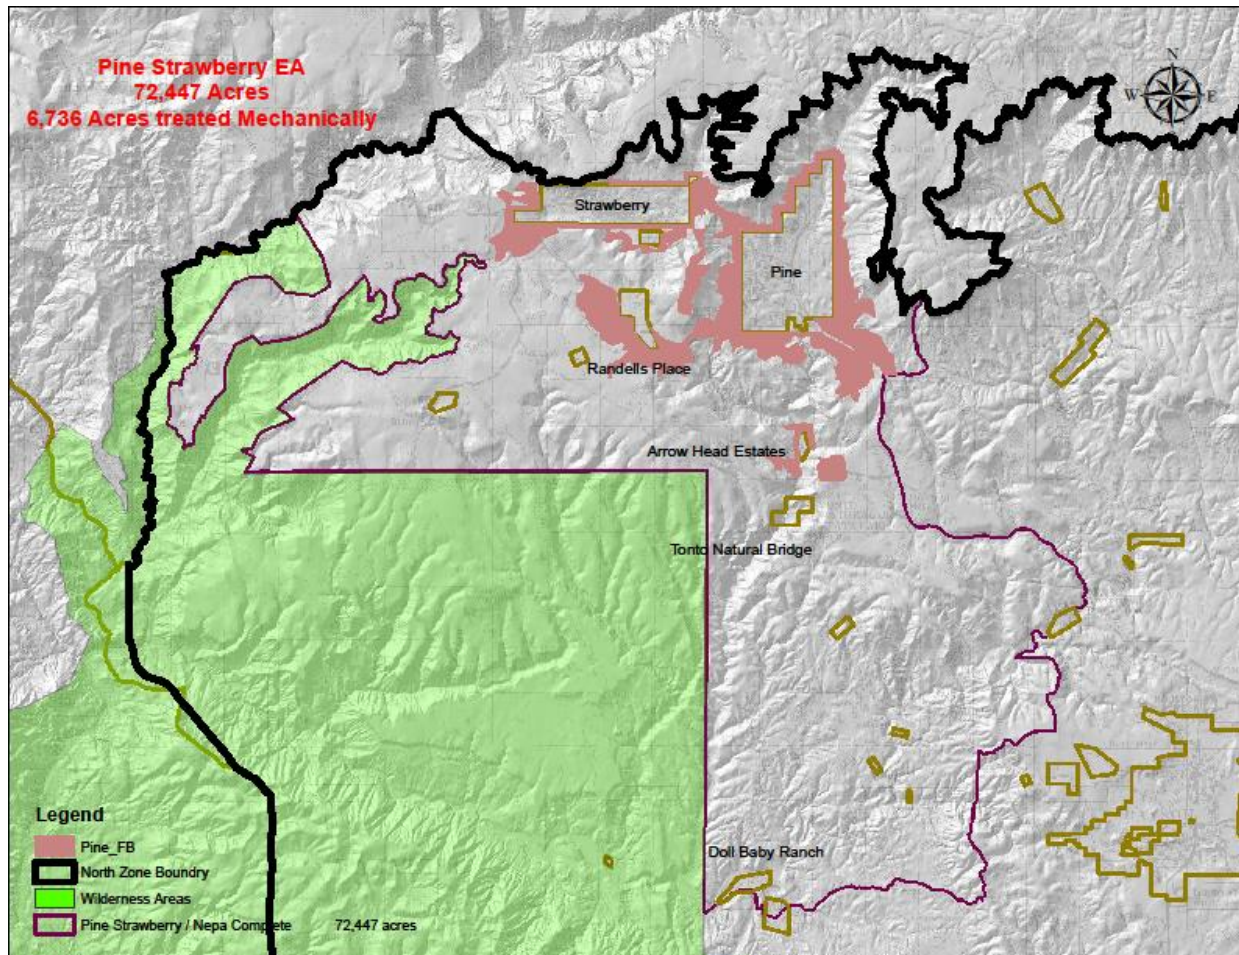 Pine Strawberry EA
72,447 Acres
6,736 Acres treated Mechanically
N
W E
S
Strawberry
Pine
Randells Place
Arrow Head Estates
Tonto Natural Bridge
Doll Baby Ranch
Legend
Pine_FB
North Zone Boundry
Wilderness Areas
Pine Strawberry / Nepa Complete 72,447 acres